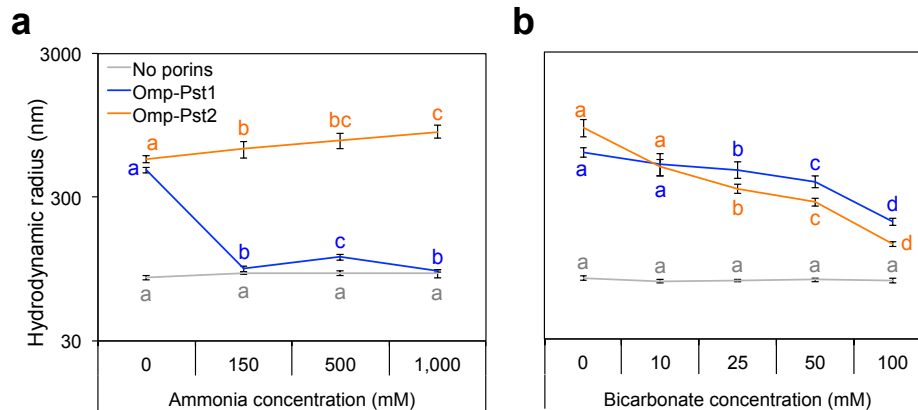 a
b
3000
300
30
Hydrodynamic radius (nm)
No porins
Omp-Pst1
Omp-Pst2
a b bc c
a b c b
a a a a
0 150 500 1,000
Ammonia concentration (mM)
a a b c d
a a b c d
a a a a a
0 10 25 50 100
Bicarbonate concentration (mM)